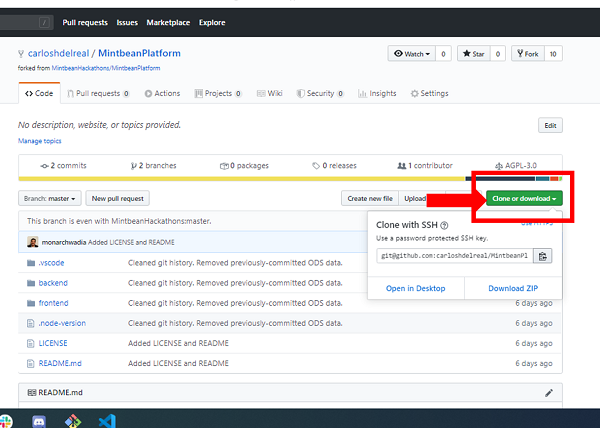 Pull requests Issues Marketplace Explore
carloshdelreal / MintbeanPlatform
forked from MintbeanHackathons/MintbeanPlatform
Watch 0 Star 0 Fork 10
Code Pull requests 0 Actions Projects 0 Wiki Security 0 Insights Settings
No description, website, or topics provided. Edit
Manage topics
2 commits 2 branches 0 packages 0 releases 1 contributor AGPL-3.0
Branch: master New pull request Create new file Upload Clone or download
This branch is even with MintbeanHackathons:master.
monarchwadia Added LICENSE and README
Clone with SSH
Use a password protected SSH key.
git@github.com:carloshdelreal/MintbeanPl
Open in Desktop Download ZIP
.vscode Cleaned git history. Removed previously-committed ODS data.
backend Cleaned git history. Removed previously-committed ODS data.
frontend Cleaned git history. Removed previously-committed ODS data. 6 days ago
.node-version Cleaned git history. Removed previously-committed ODS data. 6 days ago
LICENSE Added LICENSE and README 6 days ago
README.md Added LICENSE and README 6 days ago
README.md